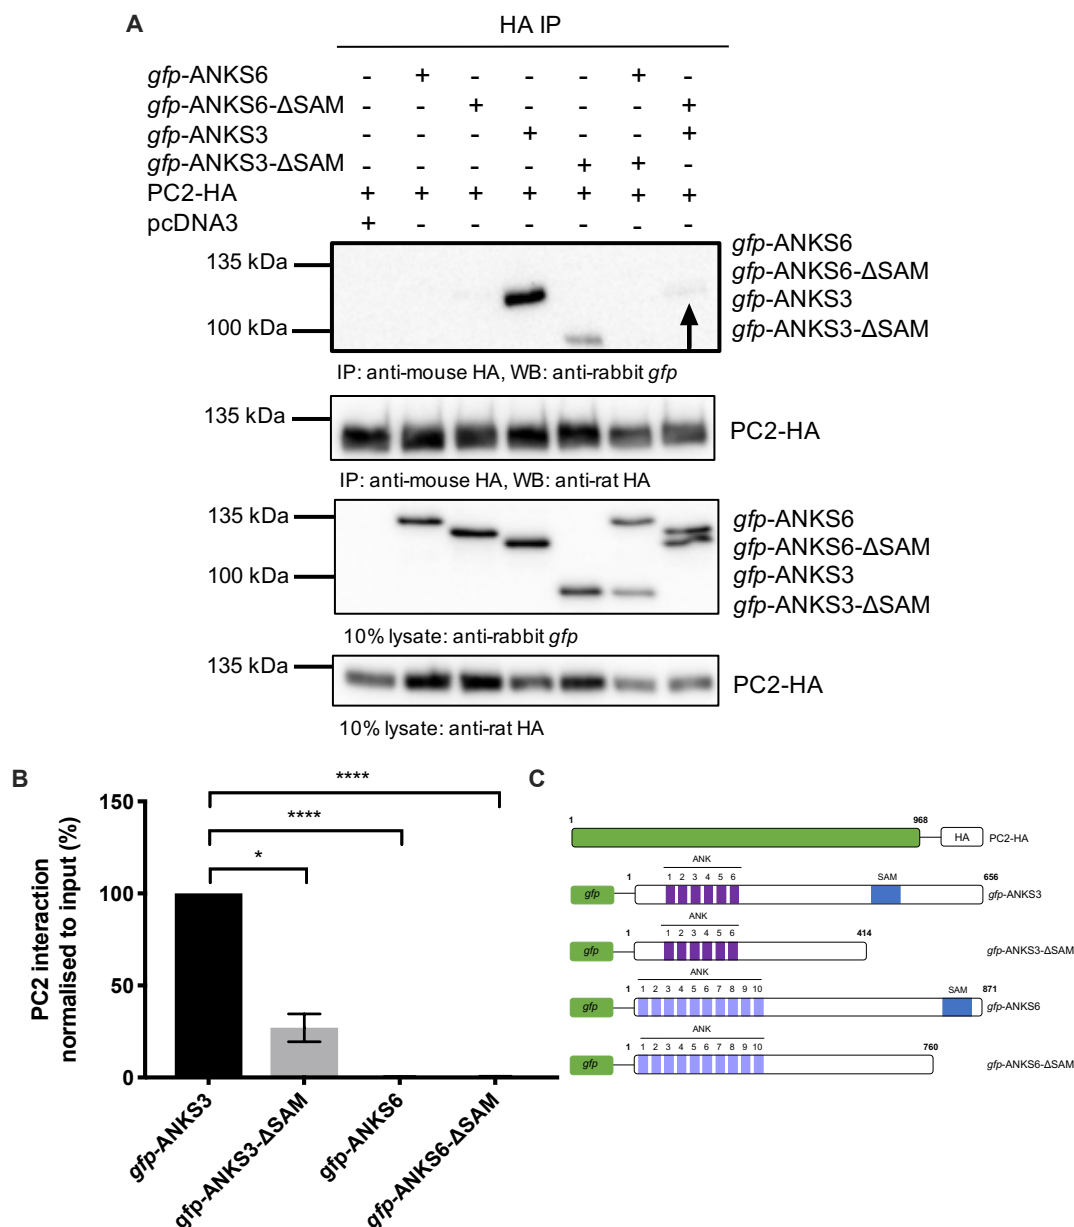 A
HA IP
gfp-ANKS6 - + - - - + -
gfp-ANKS6-ΔSAM - - + - - - +
gfp-ANKS3 - - - + - - +
gfp-ANKS3-ΔSAM - - - - + + -
PC2-HA + + + + + + +
pcDNA3 + - - - - - -
135 kDa
100 kDa
gfp-ANKS6
gfp-ANKS6-ΔSAM
gfp-ANKS3
gfp-ANKS3-ΔSAM
IP: anti-mouse HA, WB: anti-rabbit gfp
135 kDa
PC2-HA
IP: anti-mouse HA, WB: anti-rat HA
135 kDa
100 kDa
gfp-ANKS6
gfp-ANKS6-ΔSAM
gfp-ANKS3
gfp-ANKS3-ΔSAM
10% lysate: anti-rabbit gfp
135 kDa
PC2-HA
10% lysate: anti-rat HA
B
PC2 interaction
normalised to input (%)
150
100
50
0
****
****
*
gfp-ANKS3
gfp-ANKS3-ΔSAM
gfp-ANKS6
gfp-ANKS6-ΔSAM
C
1 968
HA PC2-HA
ANK
1 1 2 3 4 5 6 SAM 656
gfp gfp-ANKS3
ANK
1 1 2 3 4 5 6 414
gfp gfp-ANKS3-ΔSAM
ANK
1 1 2 3 4 5 6 7 8 9 10 SAM 871
gfp gfp-ANKS6
ANK
1 1 2 3 4 5 6 7 8 9 10 760
gfp gfp-ANKS6-ΔSAM